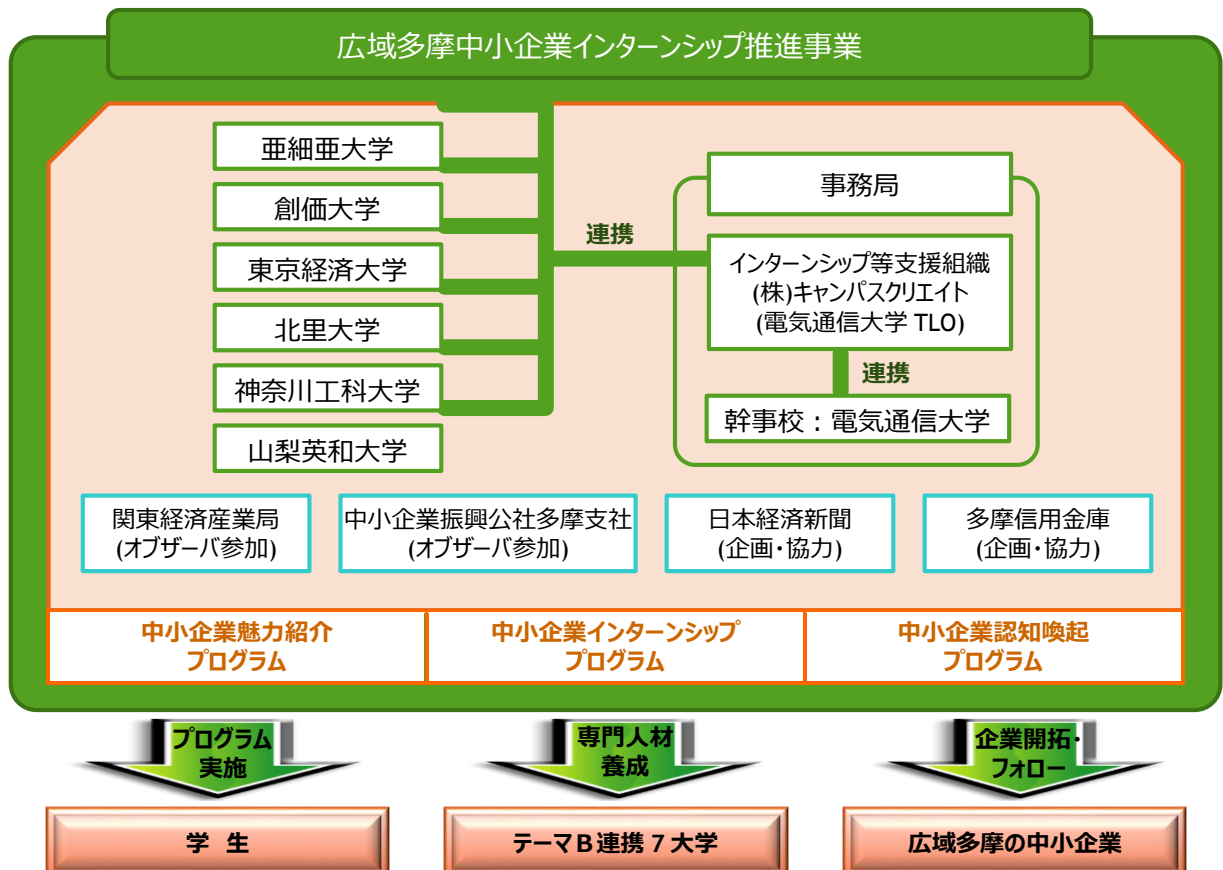 広域多摩中小企業インターンシップ推進事業
亜細亜大学
創価大学
東京経済大学
北里大学
神奈川工科大学
山梨英和大学
連携
事務局
インターンシップ等支援組織
(株)キャンパスクリエイト
(電気通信大学 TLO)
連携
幹事校：電気通信大学
関東経済産業局
(オブザーバ参加)
中小企業振興公社多摩支社
(オブザーバ参加)
日本経済新聞
(企画・協力)
多摩信用金庫
(企画・協力)
中小企業魅力紹介
プログラム
中小企業インターンシップ
プログラム
中小企業認知喚起
プログラム
プログラム
実施
専門人材
養成
企業開拓・
フォロー
学 生
テーマＢ連携７大学
広域多摩の中小企業